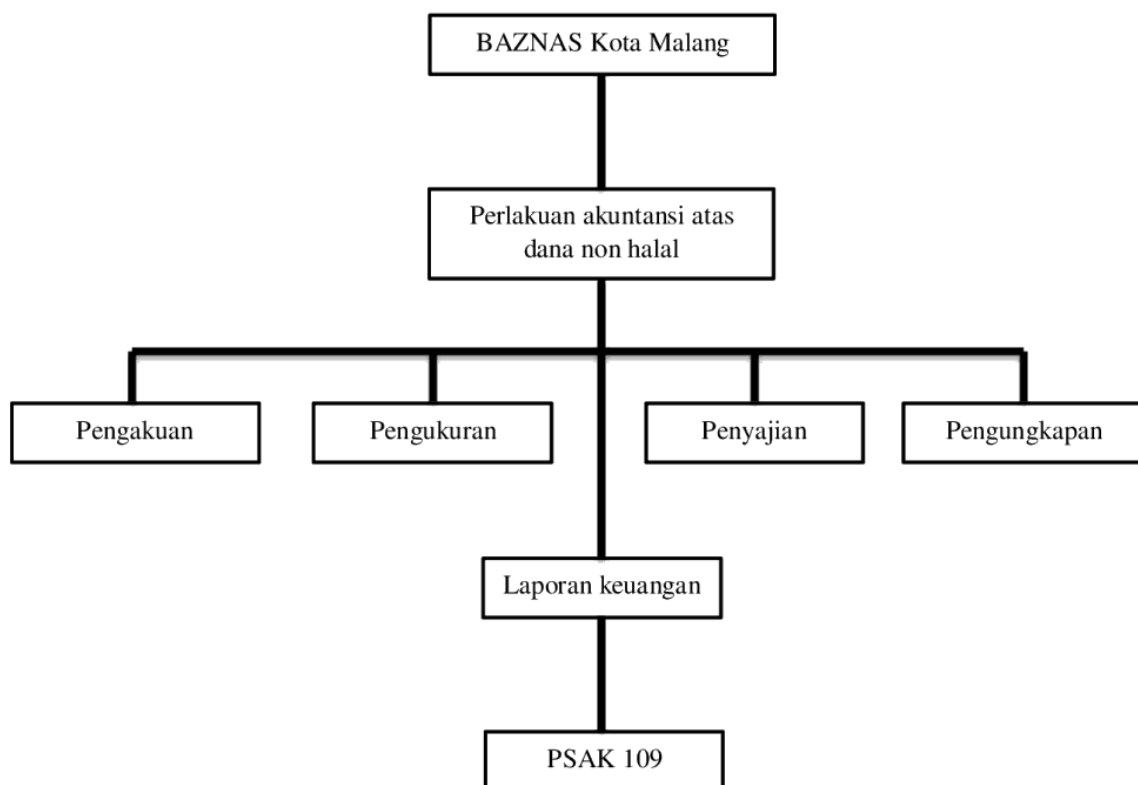 BAZNAS Kota Malang
Perlakuan akuntansi atas
dana non halal
Pengakuan
Pengukuran
Penyajian
Pengungkapan
Laporan keuangan
PSAK 109